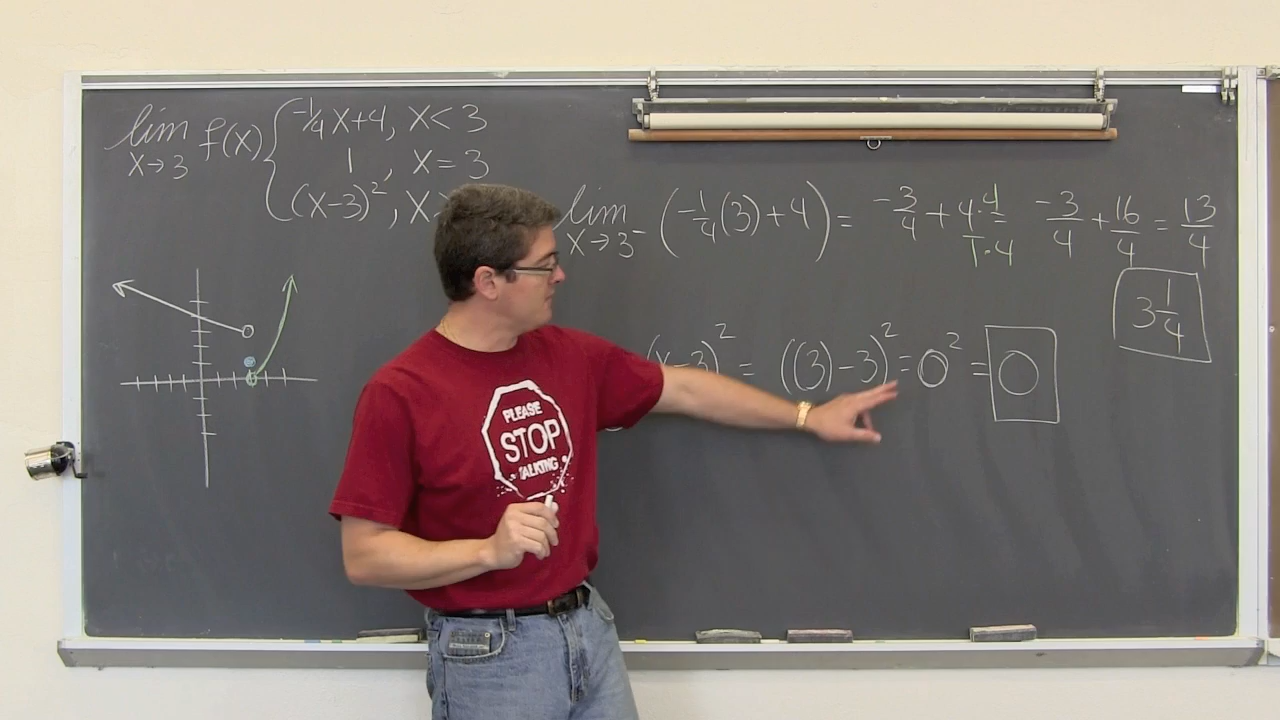 lim x→3 f(x) { -1/4 x+4, x<3
1, x=3
(x-3)², x>
lim x→3⁻ (-1/4 (3)+4) = -3/4 + 4·4/1·4 = -3/4 + 16/4 = 13/4
3 1/4
(x-3)² = ((3)-3)² = 0² = 0
PLEASE
STOP
TALKING